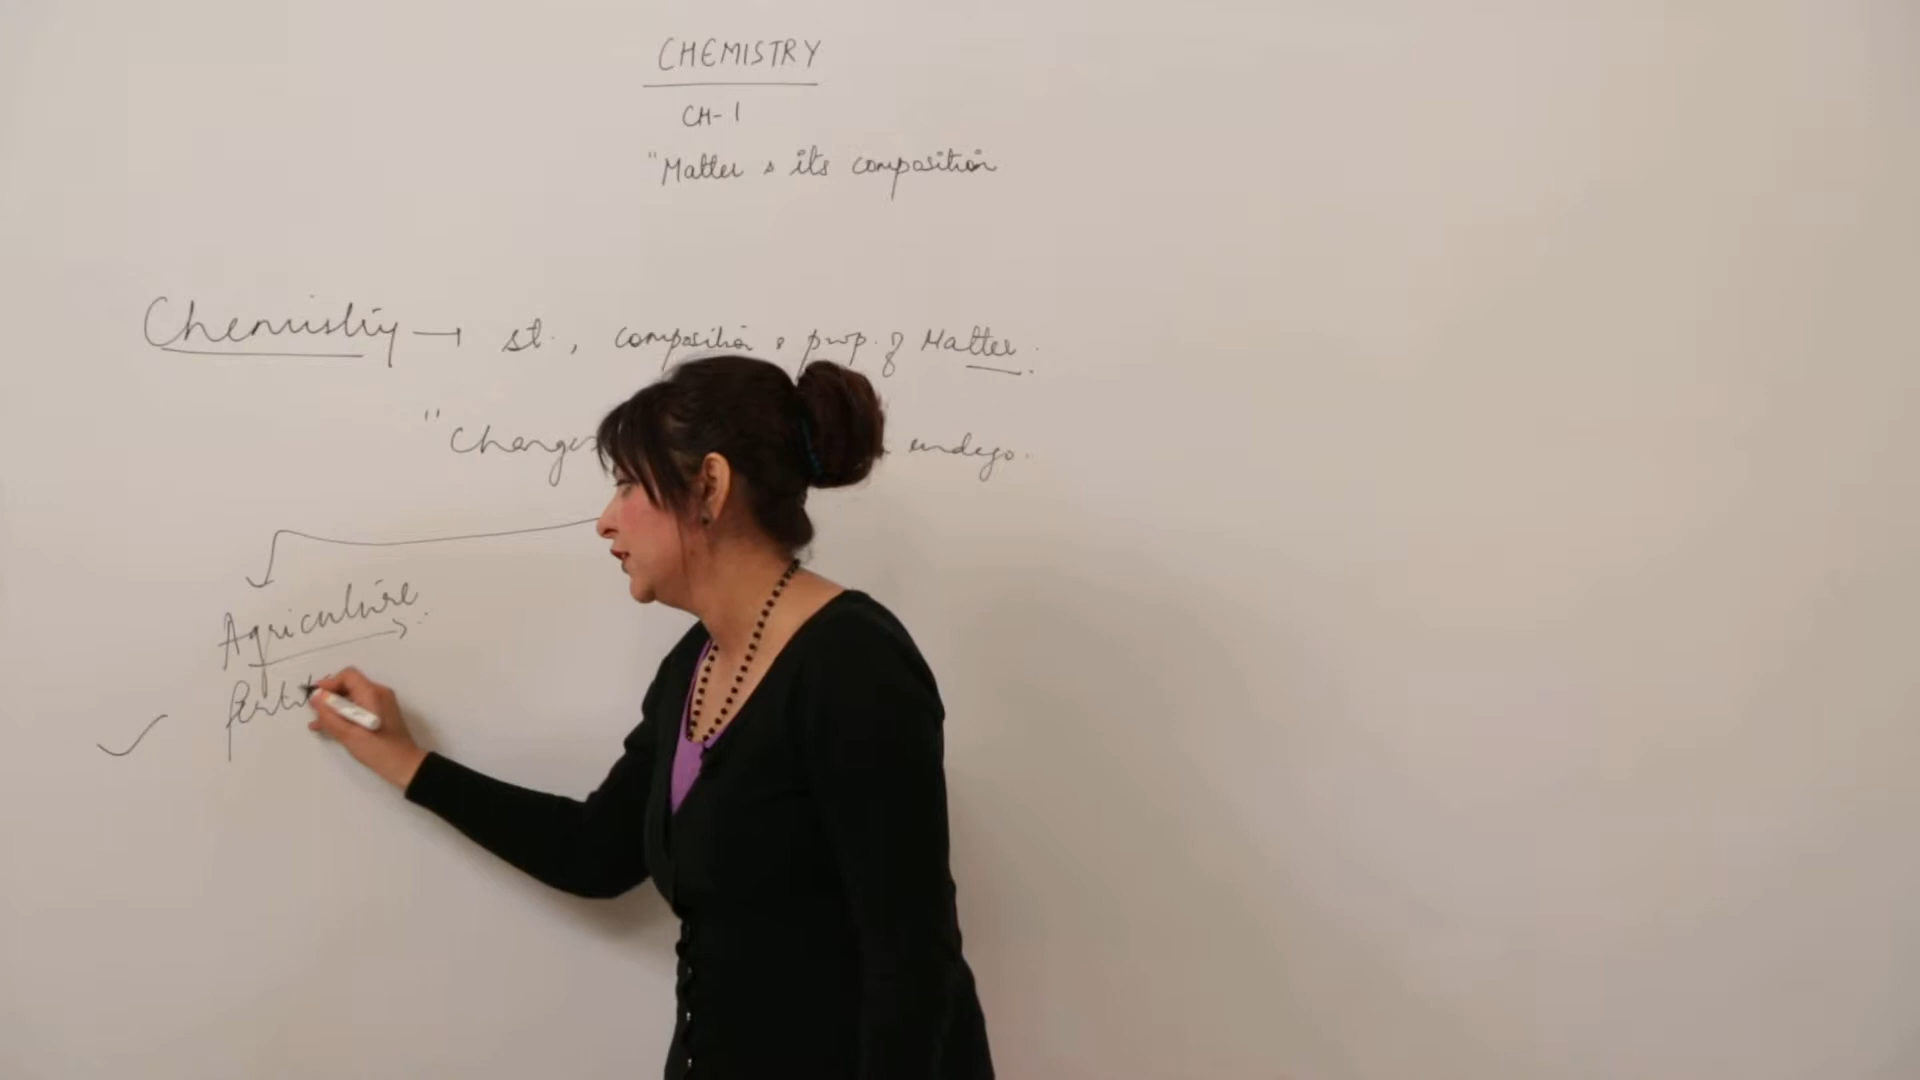 CHEMISTRY
CH-1
"Matter & its composition
Chemistry → st., composition & prop. of Matter.
"Changes undergo.
Agriculture